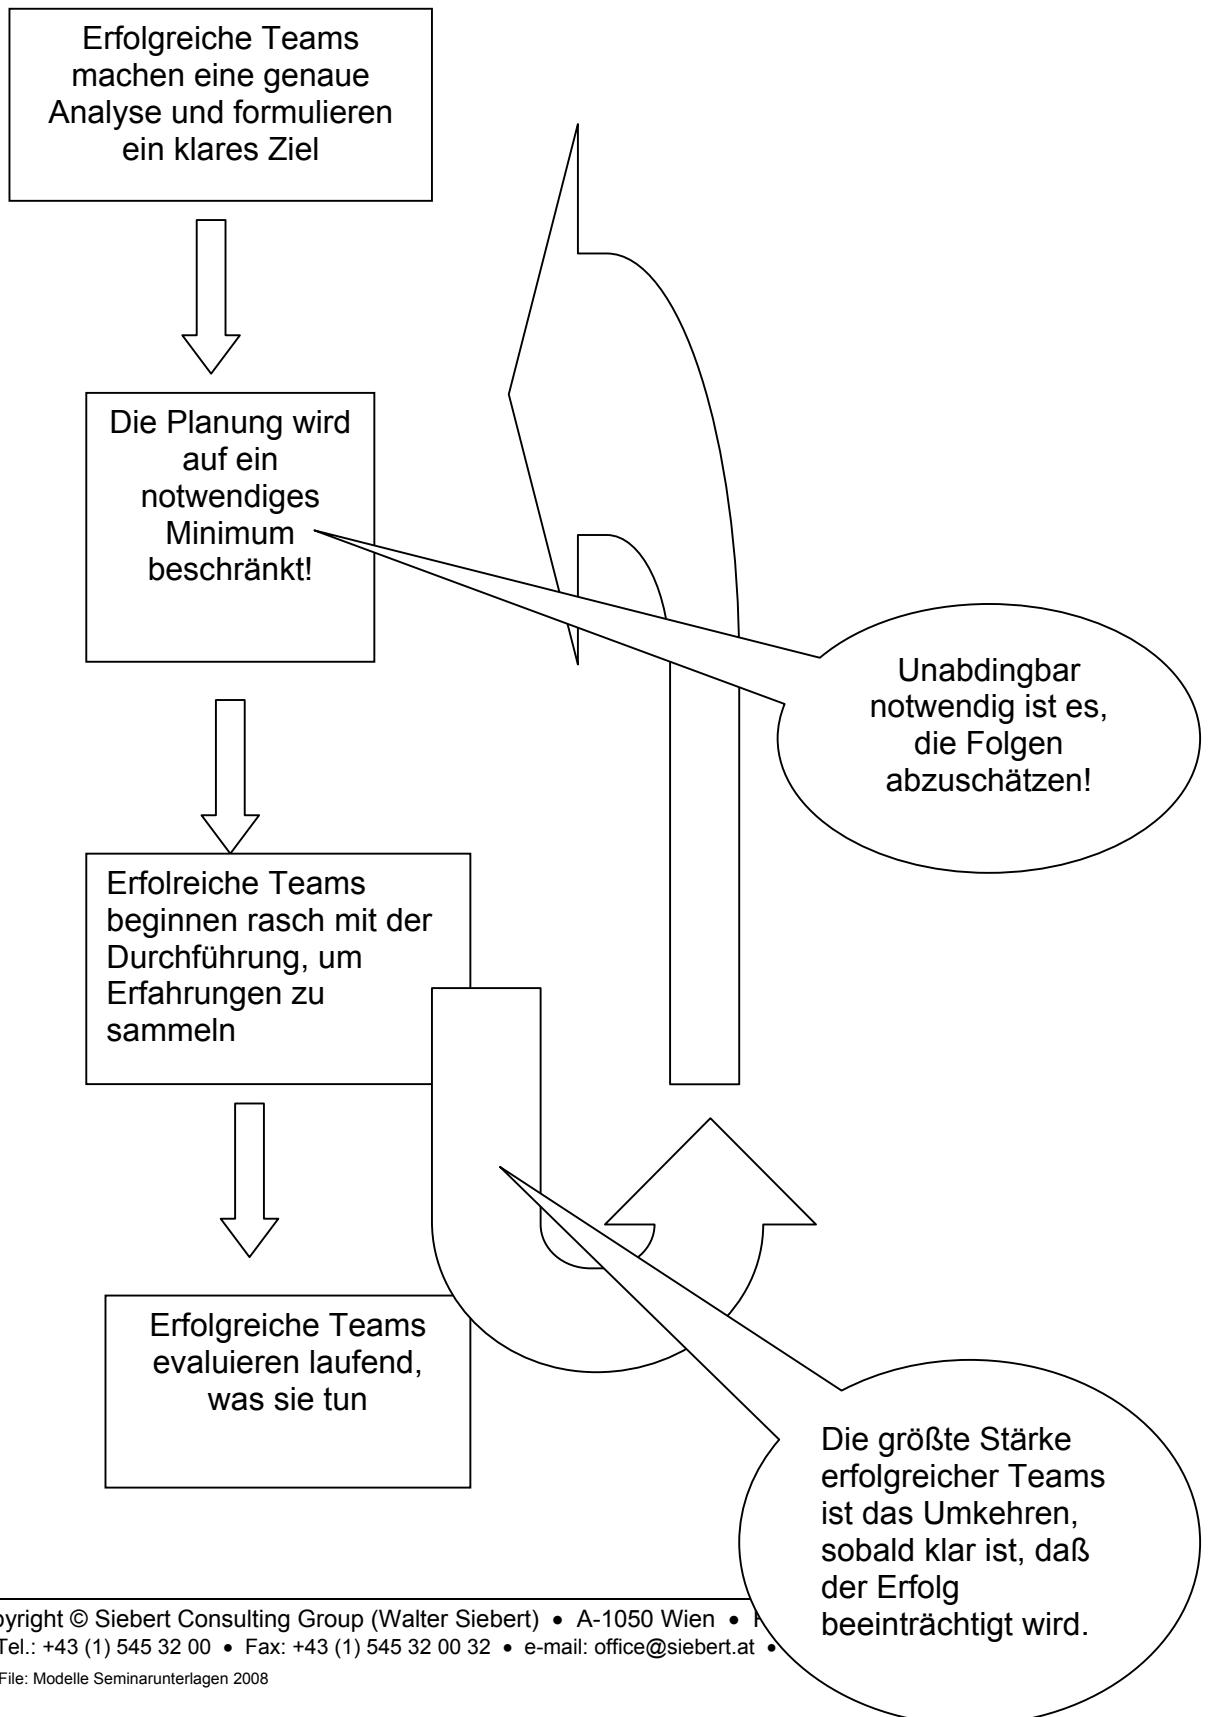 Erfolgreiche Teams
machen eine genaue
Analyse und formulieren
ein klares Ziel
Die Planung wird
auf ein
notwendiges
Minimum
beschränkt!
Unabdingbar
notwendig ist es,
die Folgen
abzuschätzen!
Erfolreiche Teams
beginnen rasch mit der
Durchführung, um
Erfahrungen zu
sammeln
Erfolgreiche Teams
evaluieren laufend,
was sie tun
Die größte Stärke
erfolgreicher Teams
ist das Umkehren,
sobald klar ist, daß
der Erfolg
beeinträchtigt wird.
pyright © Siebert Consulting Group (Walter Siebert) • A-1050 Wien •
Tel.: +43 (1) 545 32 00 • Fax: +43 (1) 545 32 00 32 • e-mail: office@siebert.at •
File: Modelle Seminarunterlagen 2008